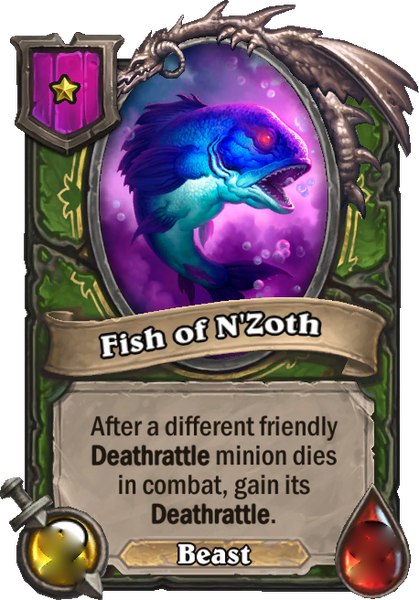 Fish of N'Zoth
After a different friendly
Deathrattle minion dies
in combat, gain its
Deathrattle.
Beast